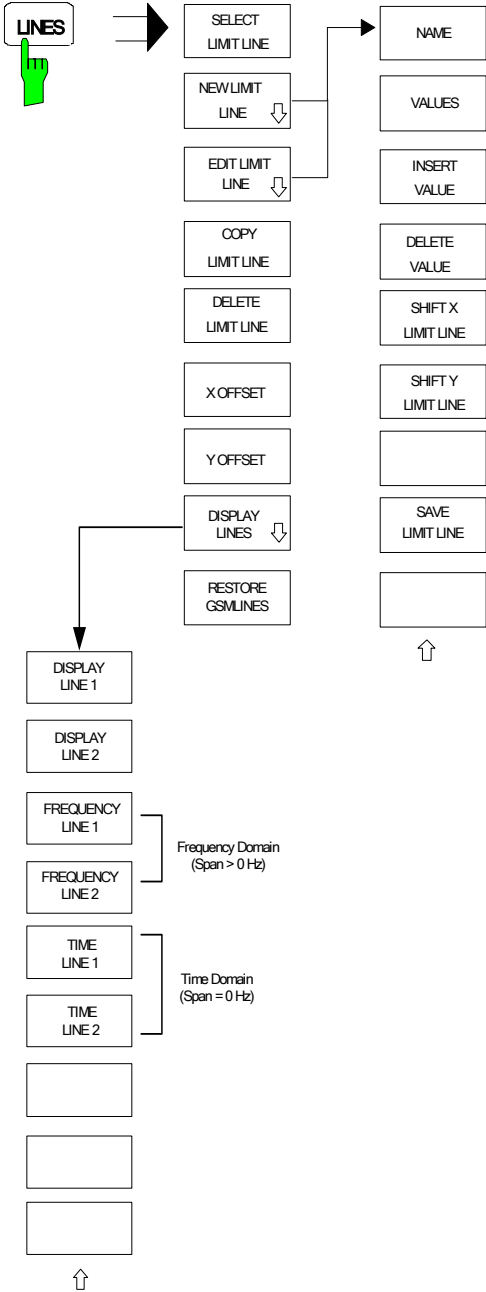 LINES
SELECT
LIMIT LINE
NEW LIMIT
LINE
EDIT LIMIT
LINE
COPY
LIMIT LINE
DELETE
LIMIT LINE
X OFFSET
Y OFFSET
DISPLAY
LINES
RESTORE
GSM LINES
NAME
VALUES
INSERT
VALUE
DELETE
VALUE
SHIFT X
LIMIT LINE
SHIFT Y
LIMIT LINE
SAVE
LIMIT LINE
DISPLAY
LINE 1
DISPLAY
LINE 2
FREQUENCY
LINE 1
FREQUENCY
LINE 2
Frequency Domain
(Span > 0 Hz)
TIME
LINE 1
TIME
LINE 2
Time Domain
(Span = 0 Hz)